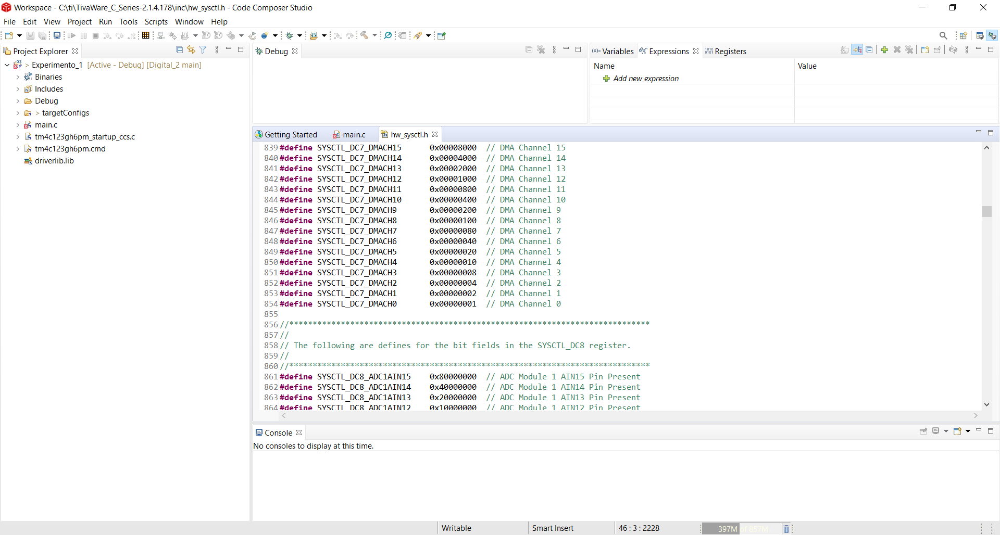 Workspace - C:\ti\TivaWare_C_Series-2.1.4.178\inc\hw_sysctl.h - Code Composer Studio
File Edit View Project Run Tools Scripts Window Help
Project Explorer
> Experimento_1 [Active - Debug] [Digital_2 main]
Binaries
Includes
Debug
> targetConfigs
main.c
tm4c123gh6pm_startup_ccs.c
tm4c123gh6pm.cmd
driverlib.lib
Debug
(x)= Variables Expressions 1010 0101 Registers
Name Value
Add new expression
Getting Started main.c hw_sysctl.h
839 #define SYSCTL_DC7_DMACH15 0x00008000 // DMA Channel 15
840 #define SYSCTL_DC7_DMACH14 0x00004000 // DMA Channel 14
841 #define SYSCTL_DC7_DMACH13 0x00002000 // DMA Channel 13
842 #define SYSCTL_DC7_DMACH12 0x00001000 // DMA Channel 12
843 #define SYSCTL_DC7_DMACH11 0x00000800 // DMA Channel 11
844 #define SYSCTL_DC7_DMACH10 0x00000400 // DMA Channel 10
845 #define SYSCTL_DC7_DMACH9 0x00000200 // DMA Channel 9
846 #define SYSCTL_DC7_DMACH8 0x00000100 // DMA Channel 8
847 #define SYSCTL_DC7_DMACH7 0x00000080 // DMA Channel 7
848 #define SYSCTL_DC7_DMACH6 0x00000040 // DMA Channel 6
849 #define SYSCTL_DC7_DMACH5 0x00000020 // DMA Channel 5
850 #define SYSCTL_DC7_DMACH4 0x00000010 // DMA Channel 4
851 #define SYSCTL_DC7_DMACH3 0x00000008 // DMA Channel 3
852 #define SYSCTL_DC7_DMACH2 0x00000004 // DMA Channel 2
853 #define SYSCTL_DC7_DMACH1 0x00000002 // DMA Channel 1
854 #define SYSCTL_DC7_DMACH0 0x00000001 // DMA Channel 0
855
856 //*****************************************************************************
857 //
858 // The following are defines for the bit fields in the SYSCTL_DC8 register.
859 //
860 //*****************************************************************************
861 #define SYSCTL_DC8_ADC1AIN15 0x80000000 // ADC Module 1 AIN15 Pin Present
862 #define SYSCTL_DC8_ADC1AIN14 0x40000000 // ADC Module 1 AIN14 Pin Present
863 #define SYSCTL_DC8_ADC1AIN13 0x20000000 // ADC Module 1 AIN13 Pin Present
864 #define SYSCTL_DC8_ADC1AIN12 0x10000000 // ADC Module 1 AIN12 Pin Present
Console
No consoles to display at this time.
Writable Smart Insert 46 : 3 : 2228 397M of 857M